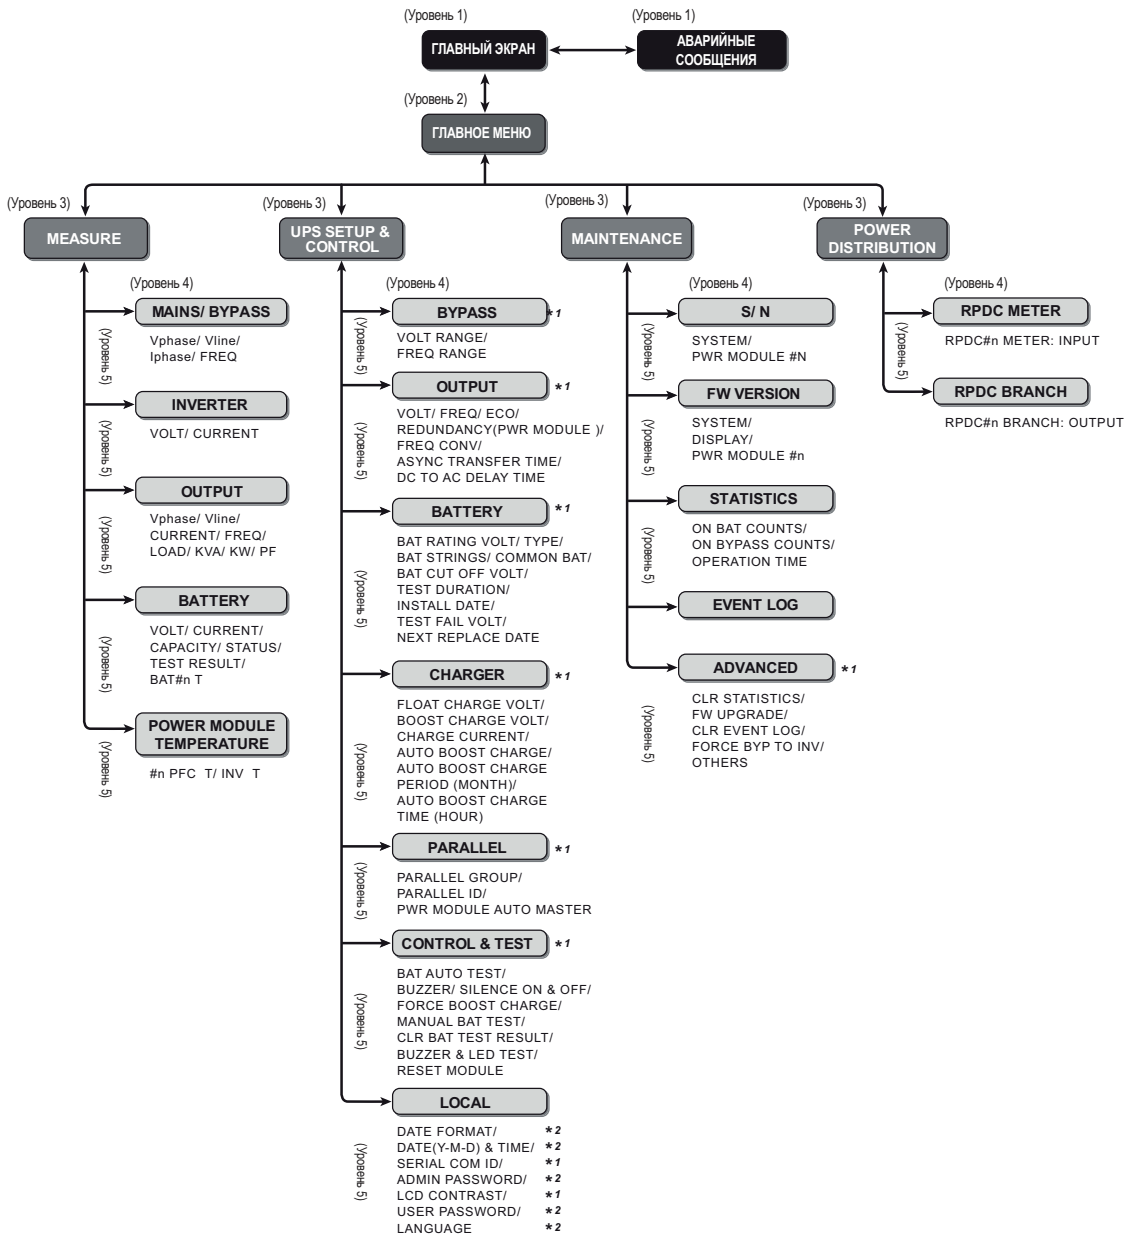 (Уровень 1)
(Уровень 1)
ГЛАВНЫЙ ЭКРАН
АВАРИЙНЫЕ
СООБЩЕНИЯ
(Уровень 2)
ГЛАВНОЕ МЕНЮ
(Уровень 3)
MEASURE
(Уровень 4)
MAINS/ BYPASS
Vphase/ Vline/
Iphase/ FREQ
(Уровень 5)
INVERTER
VOLT/ CURRENT
(Уровень 5)
OUTPUT
Vphase/ Vline/
CURRENT/ FREQ/
LOAD/ KVA/ KW/ PF
(Уровень 5)
BATTERY
VOLT/ CURRENT/
CAPACITY/ STATUS/
TEST RESULT/
BAT#n T
(Уровень 5)
POWER MODULE
TEMPERATURE
#n PFC T/ INV T
(Уровень 5)
(Уровень 3)
UPS SETUP &
CONTROL
(Уровень 4)
BYPASS *1
VOLT RANGE/
FREQ RANGE
(Уровень 5)
OUTPUT *1
VOLT/ FREQ/ ECO/
REDUNDANCY(PWR MODULE )/
FREQ CONV/
ASYNC TRANSFER TIME/
DC TO AC DELAY TIME
(Уровень 5)
BATTERY *1
BAT RATING VOLT/ TYPE/
BAT STRINGS/ COMMON BAT/
BAT CUT OFF VOLT/
TEST DURATION/
INSTALL DATE/
TEST FAIL VOLT/
NEXT REPLACE DATE
(Уровень 5)
CHARGER *1
FLOAT CHARGE VOLT/
BOOST CHARGE VOLT/
CHARGE CURRENT/
AUTO BOOST CHARGE/
AUTO BOOST CHARGE
PERIOD (MONTH)/
AUTO BOOST CHARGE
TIME (HOUR)
(Уровень 5)
PARALLEL *1
PARALLEL GROUP/
PARALLEL ID/
PWR MODULE AUTO MASTER
(Уровень 5)
CONTROL & TEST *1
BAT AUTO TEST/
BUZZER/ SILENCE ON & OFF/
FORCE BOOST CHARGE/
MANUAL BAT TEST/
CLR BAT TEST RESULT/
BUZZER & LED TEST/
RESET MODULE
(Уровень 5)
LOCAL
DATE FORMAT/ *2
DATE(Y-M-D) & TIME/ *2
SERIAL COM ID/ *1
ADMIN PASSWORD/ *2
LCD CONTRAST/ *1
USER PASSWORD/ *2
LANGUAGE *2
(Уровень 5)
(Уровень 3)
MAINTENANCE
(Уровень 4)
S/ N
SYSTEM/
PWR MODULE #N
(Уровень 5)
FW VERSION
SYSTEM/
DISPLAY/
PWR MODULE #n
(Уровень 5)
STATISTICS
ON BAT COUNTS/
ON BYPASS COUNTS/
OPERATION TIME
(Уровень 5)
EVENT LOG
ADVANCED *1
CLR STATISTICS/
FW UPGRADE/
CLR EVENT LOG/
FORCE BYP TO INV/
OTHERS
(Уровень 5)
(Уровень 3)
POWER
DISTRIBUTION
(Уровень 4)
RPDC METER
RPDC#n METER: INPUT
(Уровень 5)
RPDC BRANCH
RPDC#n BRANCH: OUTPUT